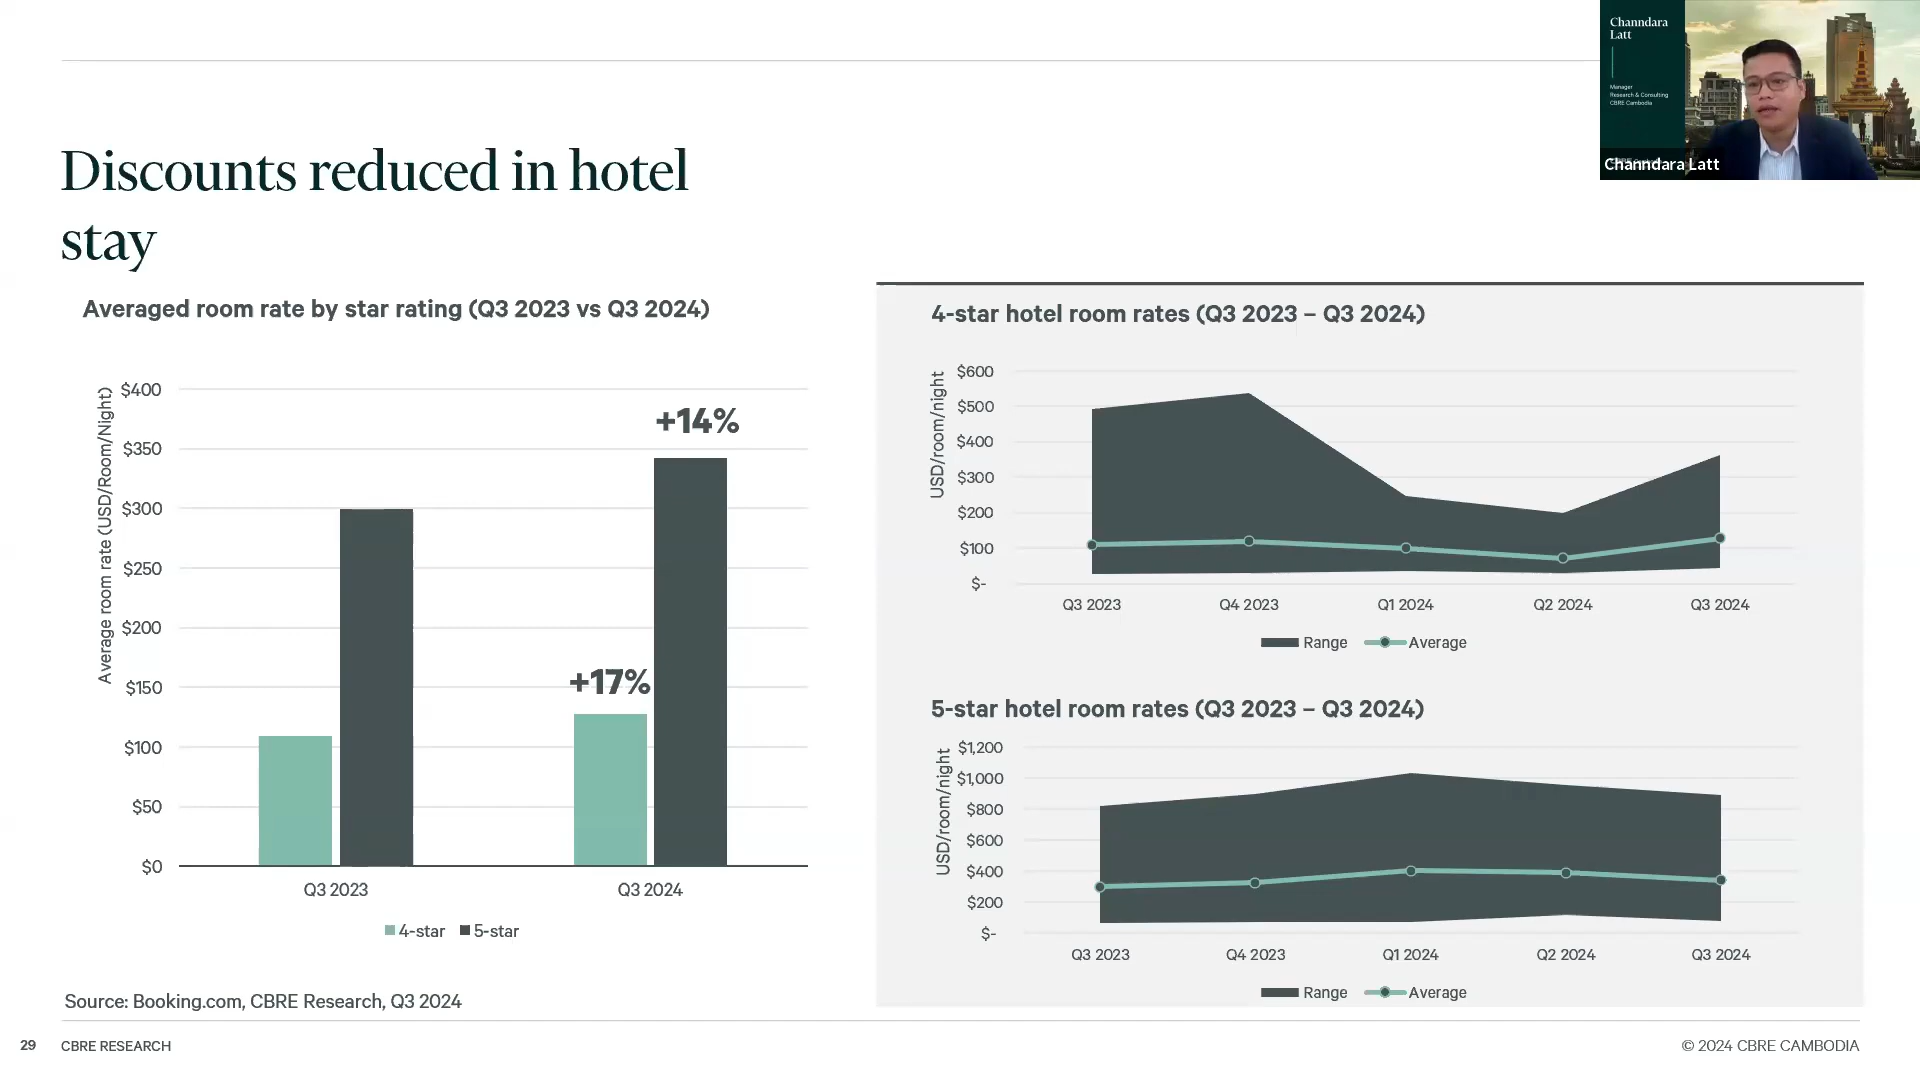 Channdara
Latt
Manager
Research & Consulting
CBRE Cambodia
Channdara Latt
Discounts reduced in hotel
stay
Averaged room rate by star rating (Q3 2023 vs Q3 2024)
Average room rate (USD/Room/Night)
$400
$350
$300
$250
$200
$150
$100
$50
$0
+14%
+17%
Q3 2023
Q3 2024
4-star
5-star
Source: Booking.com, CBRE Research, Q3 2024
4-star hotel room rates (Q3 2023 – Q3 2024)
USD/room/night
$600
$500
$400
$300
$200
$100
$-
Q3 2023
Q4 2023
Q1 2024
Q2 2024
Q3 2024
Range
Average
5-star hotel room rates (Q3 2023 – Q3 2024)
USD/room/night
$1,200
$1,000
$800
$600
$400
$200
$-
Q3 2023
Q4 2023
Q1 2024
Q2 2024
Q3 2024
Range
Average
29
CBRE RESEARCH
© 2024 CBRE CAMBODIA